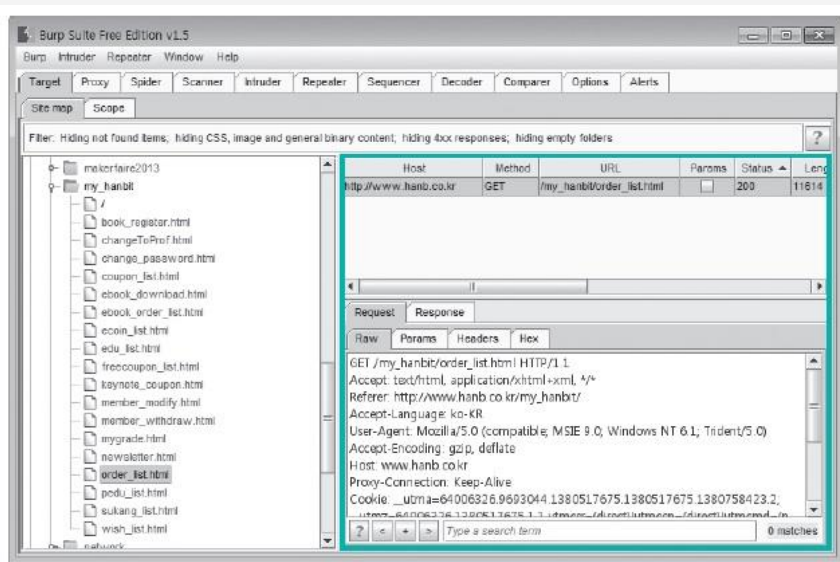 Burp Suite Free Edition v1.5
Burp Intruder Repeater Window Help
Target Proxy Spider Scanner Intruder Repeater Sequencer Decoder Comparer Options Alerts
Site map Scope
Filter: Hiding not found items; hiding CSS, image and general binary content; hiding 4xx responses; hiding empty folders
?
makerfaire2013
my_hanbit
/
book_register.html
changeToProf.html
change_password.html
coupon_list.html
ebook_download.html
ebook_order_list.html
ecoin_list.html
edu_list.html
freecoupon_list.html
keynote_coupon.html
member_modify.html
member_withdraw.html
mygrade.html
newsletter.html
order_list.html
pedu_list.html
sukang_list.html
wish_list.html
network
Host Method URL Params Status Leng
http://www.hanb.co.kr GET /my_hanbit/order_list.html 200 11614
Request Response
Raw Params Headers Hex
GET /my_hanbit/order_list.html HTTP/1.1
Accept: text/html, application/xhtml+xml, */*
Referer: http://www.hanb.co.kr/my_hanbit/
Accept-Language: ko-KR
User-Agent: Mozilla/5.0 (compatible; MSIE 9.0; Windows NT 6.1; Trident/5.0)
Accept-Encoding: gzip, deflate
Host: www.hanb.co.kr
Proxy-Connection: Keep-Alive
Cookie: __utma=64006326.9693044.1380517675.1380517675.1380758423.2;
? < + > Type a search term 0 matches